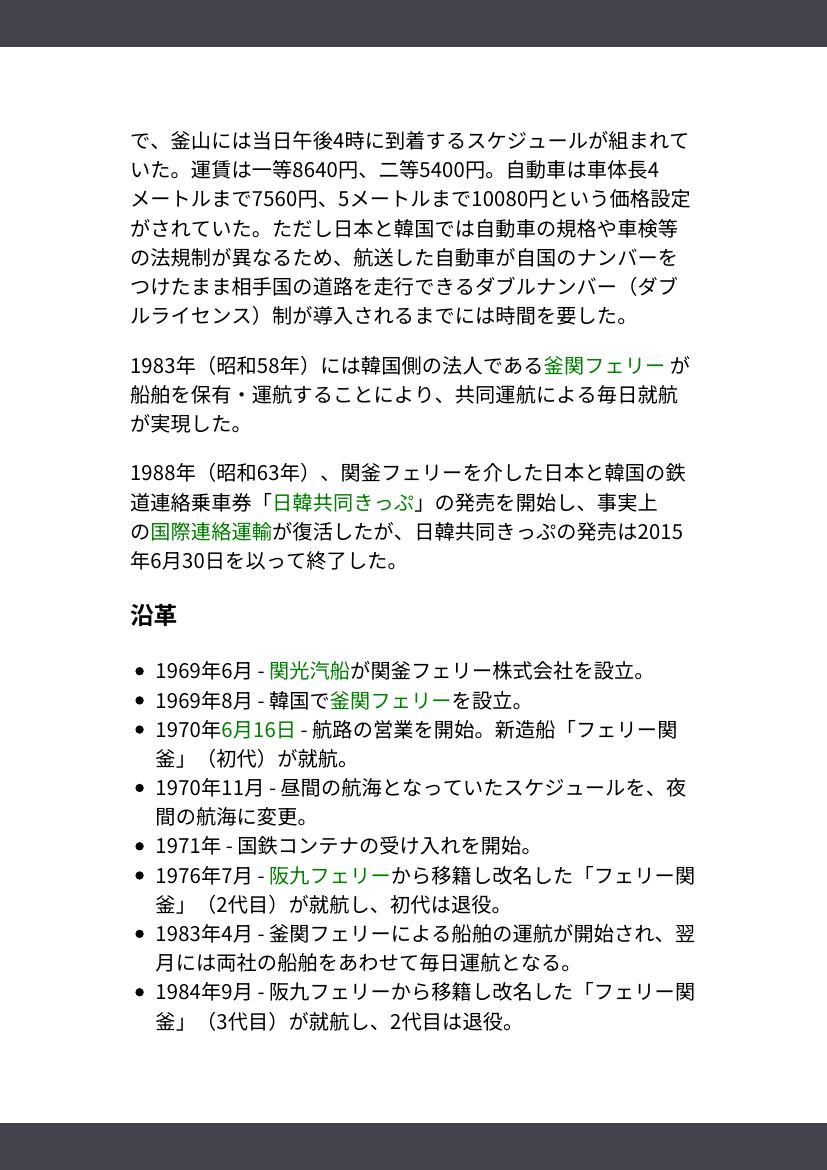 で、釜山には当日午後4時に到着するスケジュールが組まれて
いた。運賃は一等8640円、二等5400円。自動車は車体長4
メートルまで7560円、5メートルまで10080円という価格設定
がされていた。ただし日本と韓国では自動車の規格や車検等
の法規制が異なるため、航送した自動車が自国のナンバーを
つけたまま相手国の道路を走行できるダブルナンバー（ダブ
ルライセンス）制が導入されるまでには時間を要した。
1983年（昭和58年）には韓国側の法人である釜関フェリー が
船舶を保有・運航することにより、共同運航による毎日就航
が実現した。
1988年（昭和63年）、関釜フェリーを介した日本と韓国の鉄
道連絡乗車券「日韓共同きっぷ」の発売を開始し、事実上
の国際連絡運輸が復活したが、日韓共同きっぷの発売は2015
年6月30日を以って終了した。
沿革
• 1969年6月 - 関光汽船が関釜フェリー株式会社を設立。
• 1969年8月 - 韓国で釜関フェリーを設立。
• 1970年6月16日 - 航路の営業を開始。新造船「フェリー関
釜」（初代）が就航。
• 1970年11月 - 昼間の航海となっていたスケジュールを、夜
間の航海に変更。
• 1971年 - 国鉄コンテナの受け入れを開始。
• 1976年7月 - 阪九フェリーから移籍し改名した「フェリー関
釜」（2代目）が就航し、初代は退役。
• 1983年4月 - 釜関フェリーによる船舶の運航が開始され、翌
月には両社の船舶をあわせて毎日運航となる。
• 1984年9月 - 阪九フェリーから移籍し改名した「フェリー関
釜」（3代目）が就航し、2代目は退役。